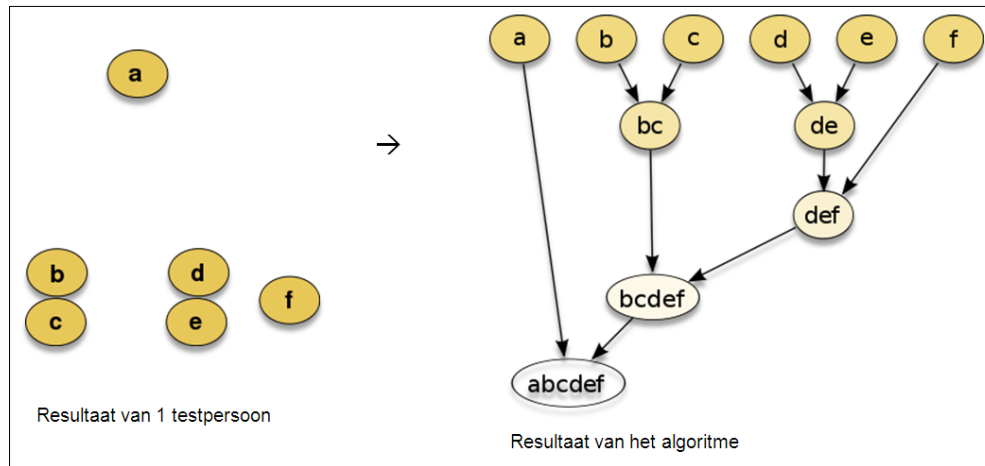 a
b
c
d
e
f
Resultaat van 1 testpersoon
→
a b c d e f
bc de
def
bcdef
abcdef
Resultaat van het algoritme